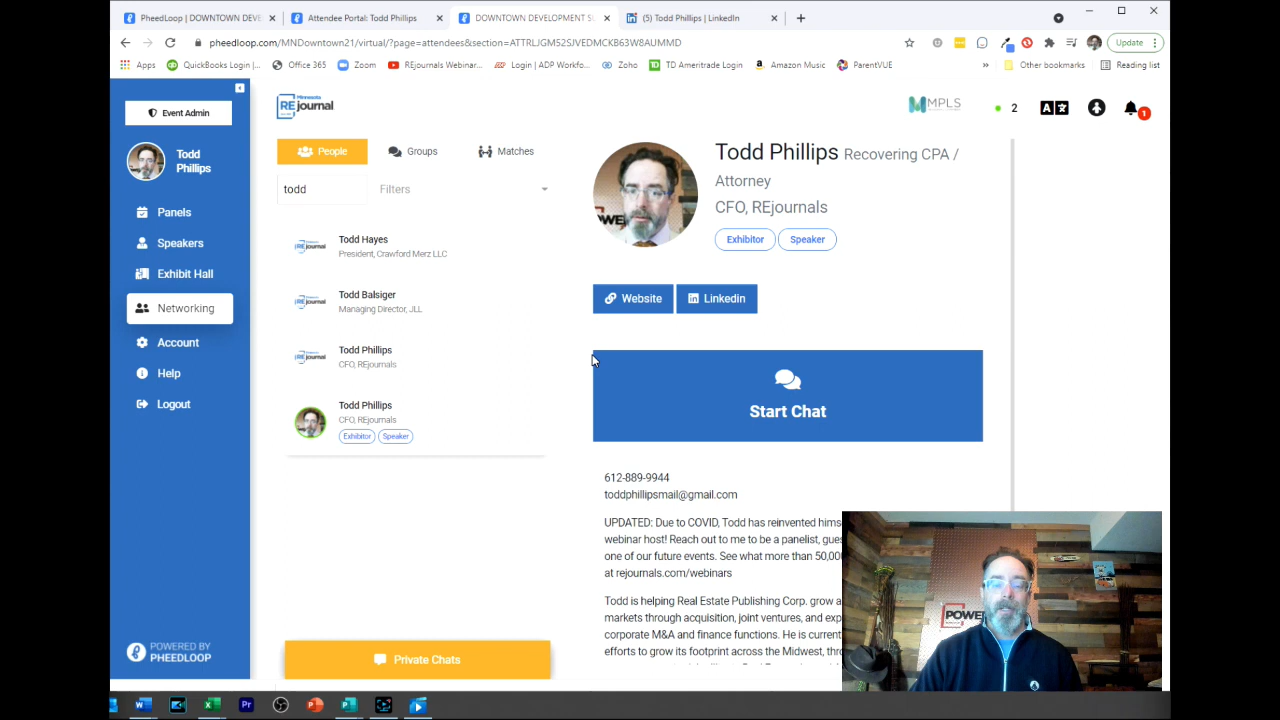 PheedLoop | DOWNTOWN DEVE
Attendee Portal: Todd Phillips
DOWNTOWN DEVELOPMENT SU
(5) Todd Phillips | LinkedIn
pheedloop.com/MNDowntown21/virtual/?page=attendees&section=ATTRLJGM52SJVEDMCKB63W8AUMMD
Update
Apps
QuickBooks Login |...
Office 365
Zoom
REjournals Webinar...
Login | ADP Workfo...
Zoho
TD Ameritrade Login
Amazon Music
ParentVUE
Other bookmarks
Reading list
Event Admin
Todd
Phillips
Panels
Speakers
Exhibit Hall
Networking
Account
Help
Logout
POWERED BY
PHEEDLOOP
Minnesota
REjournal
MPLS
2
1
People
Groups
Matches
todd
Filters
Todd Hayes
President, Crawford Merz LLC
Todd Balsiger
Managing Director, JLL
Todd Phillips
CFO, REjournals
Todd Phillips
CFO, REjournals
Exhibitor
Speaker
Private Chats
Todd Phillips Recovering CPA /
Attorney
CFO, REjournals
Exhibitor
Speaker
Website
Linkedin
Start Chat
612-889-9944
toddphillipsmail@gmail.com
UPDATED: Due to COVID, Todd has reinvented hims
webinar host! Reach out to me to be a panelist, gues
one of our future events. See what more than 50,00
at rejournals.com/webinars
Todd is helping Real Estate Publishing Corp. grow a
markets through acquisition, joint ventures, and exp
corporate M&A and finance functions. He is current
efforts to grow its footprint across the Midwest, thro
POWE